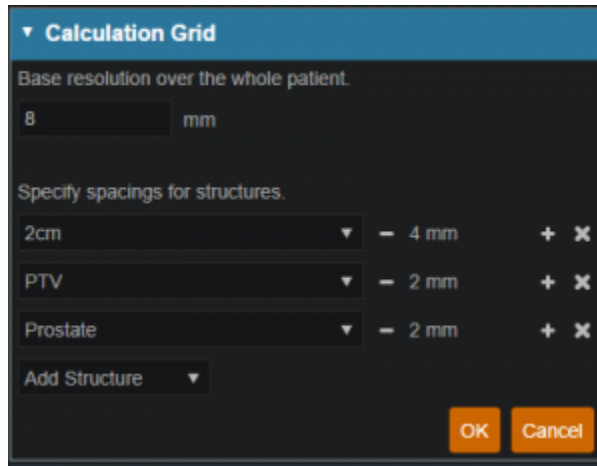 Calculation Grid
Base resolution over the whole patient.
8 mm
Specify spacings for structures.
2cm 4 mm
PTV 2 mm
Prostate 2 mm
Add Structure
OK Cancel